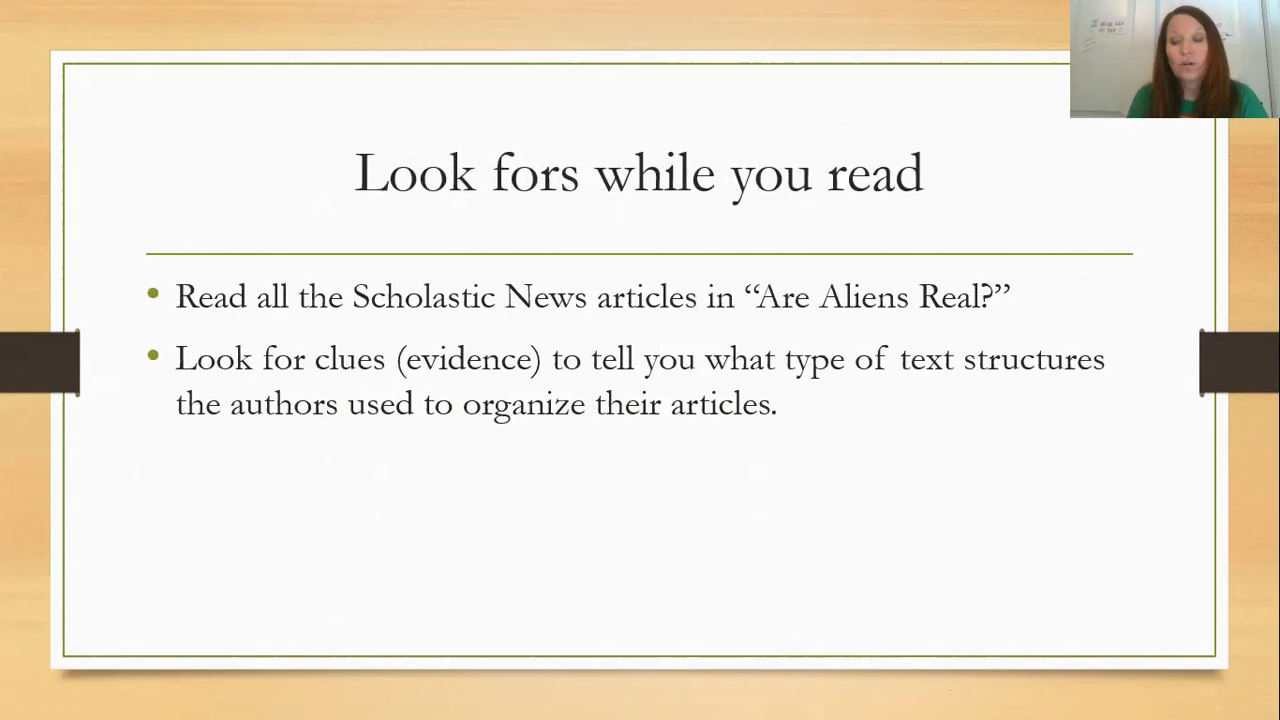 Look fors while you read
• Read all the Scholastic News articles in “Are Aliens Real?”
• Look for clues (evidence) to tell you what type of text structures
the authors used to organize their articles.